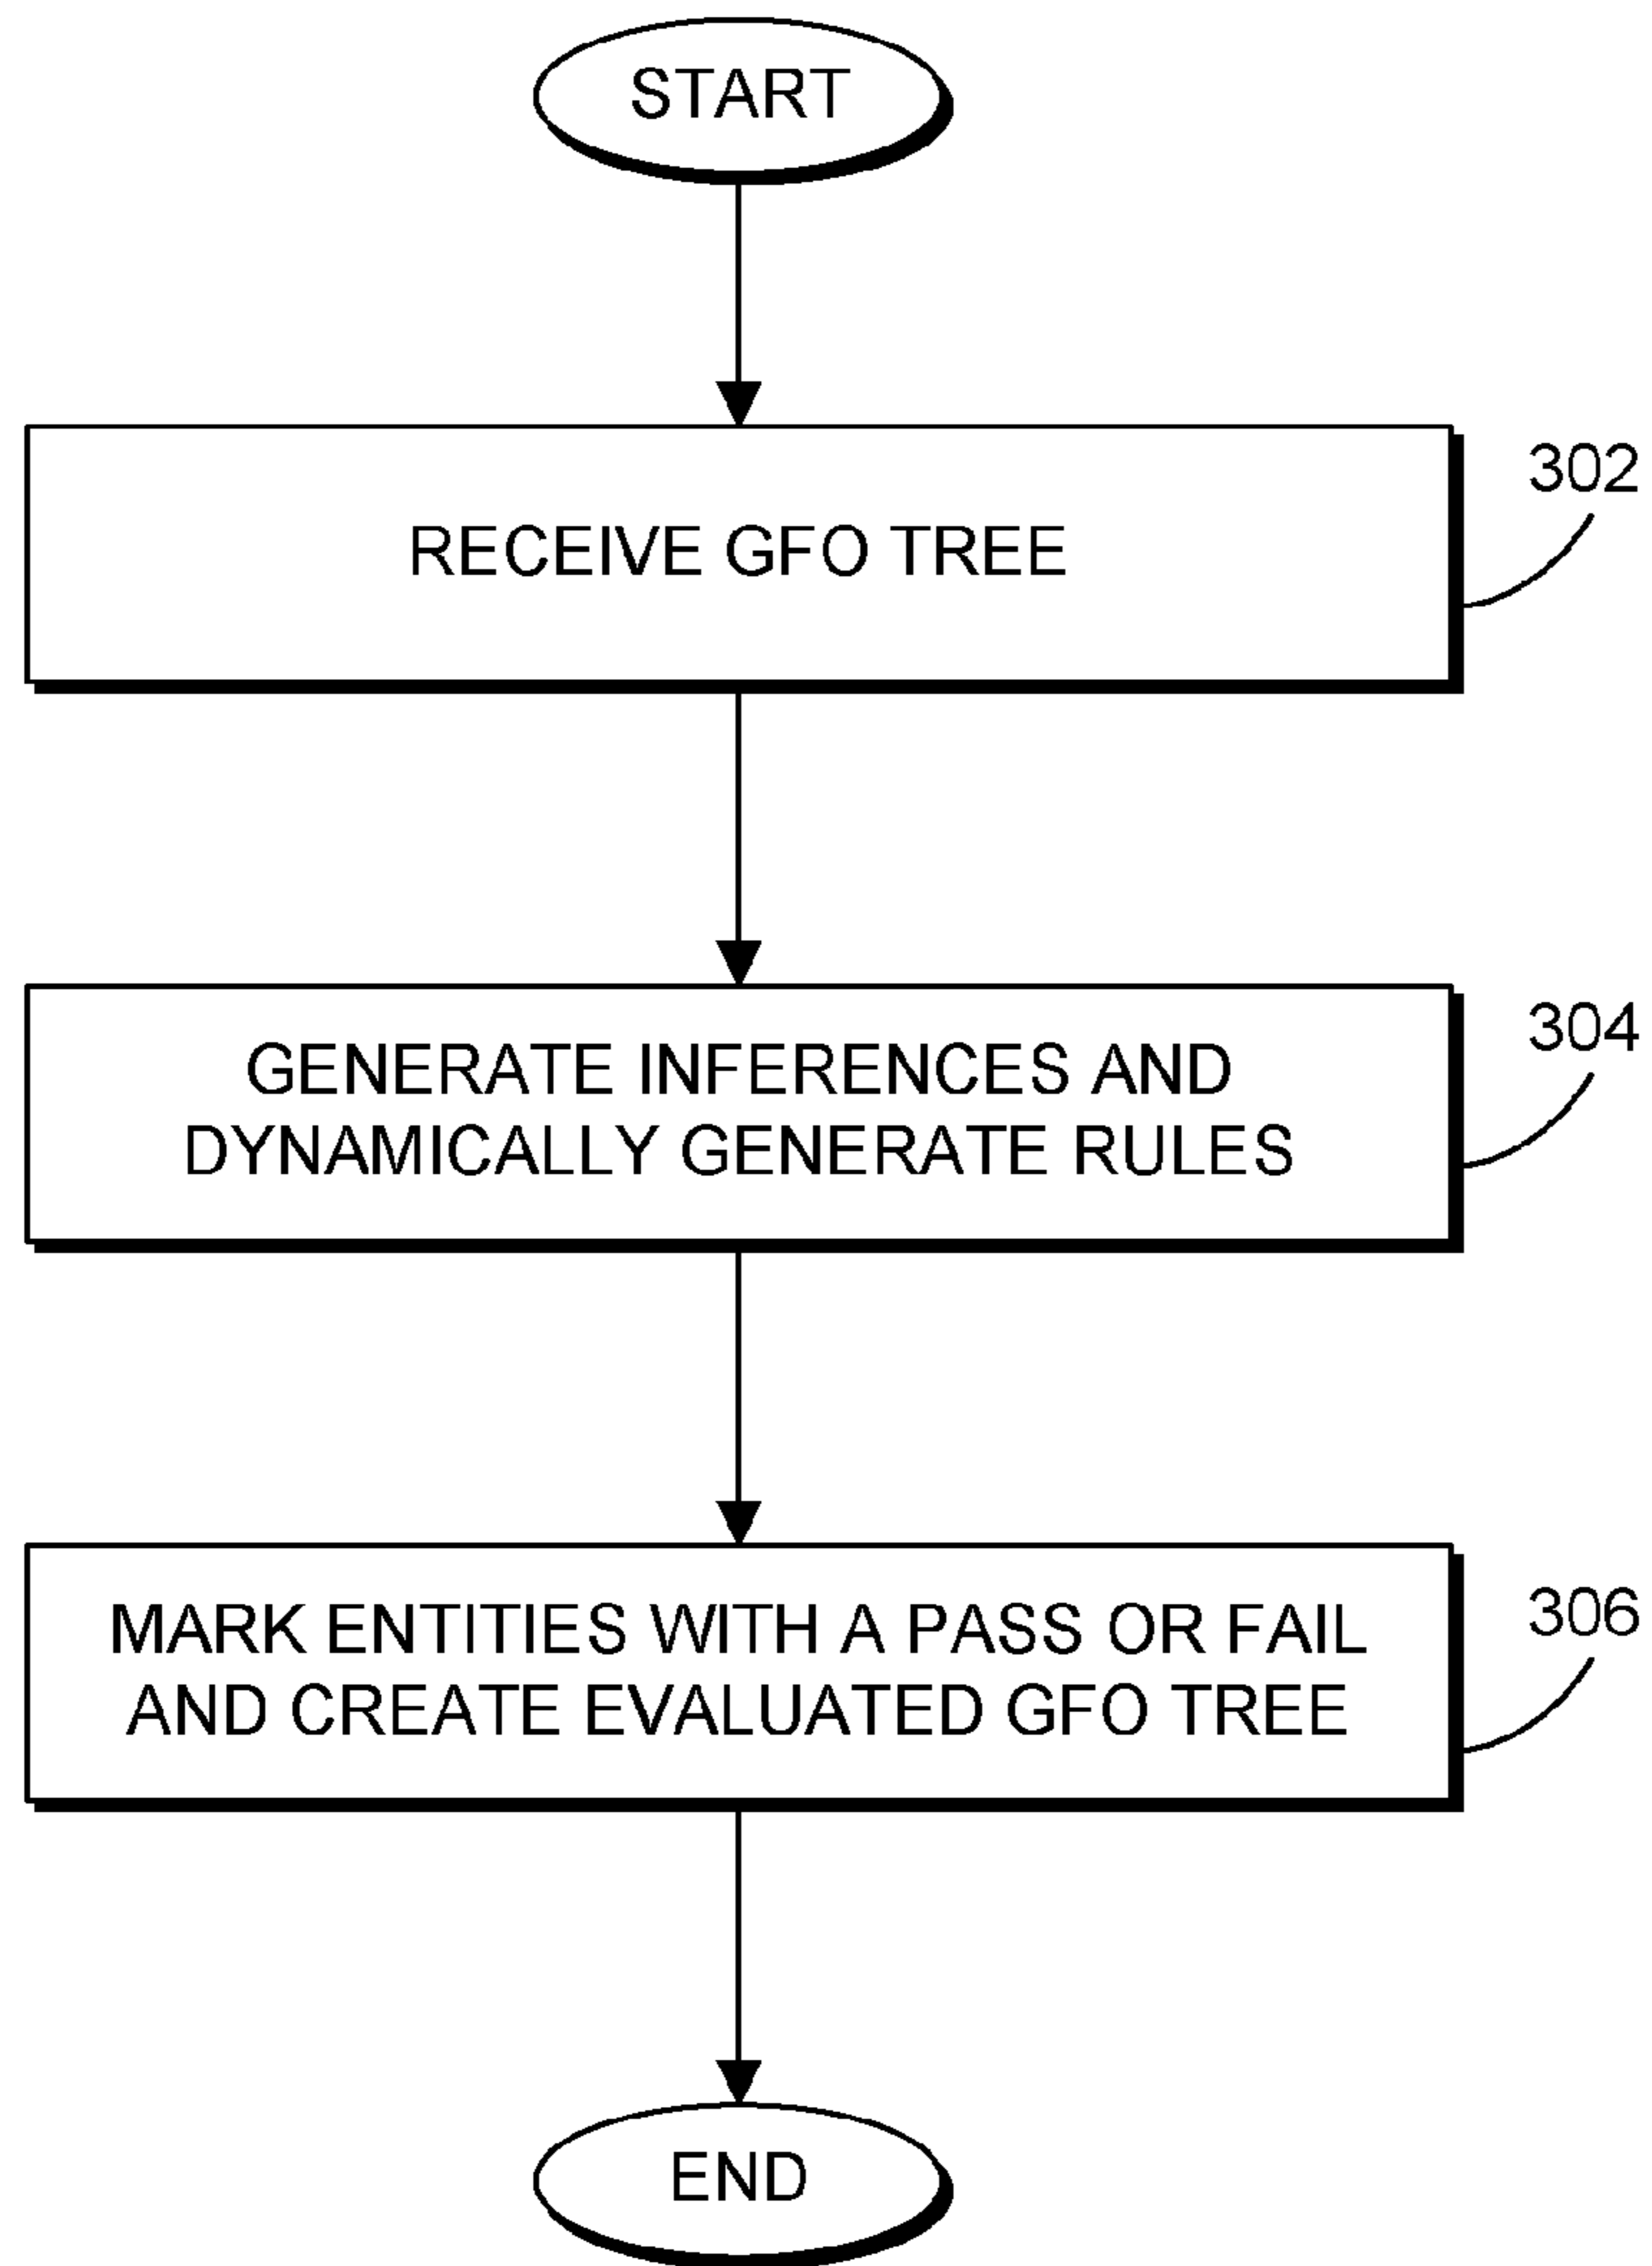 START
RECEIVE GFO TREE
302
GENERATE INFERENCES AND
DYNAMICALLY GENERATE RULES
304
MARK ENTITIES WITH A PASS OR FAIL
AND CREATE EVALUATED GFO TREE
306
END